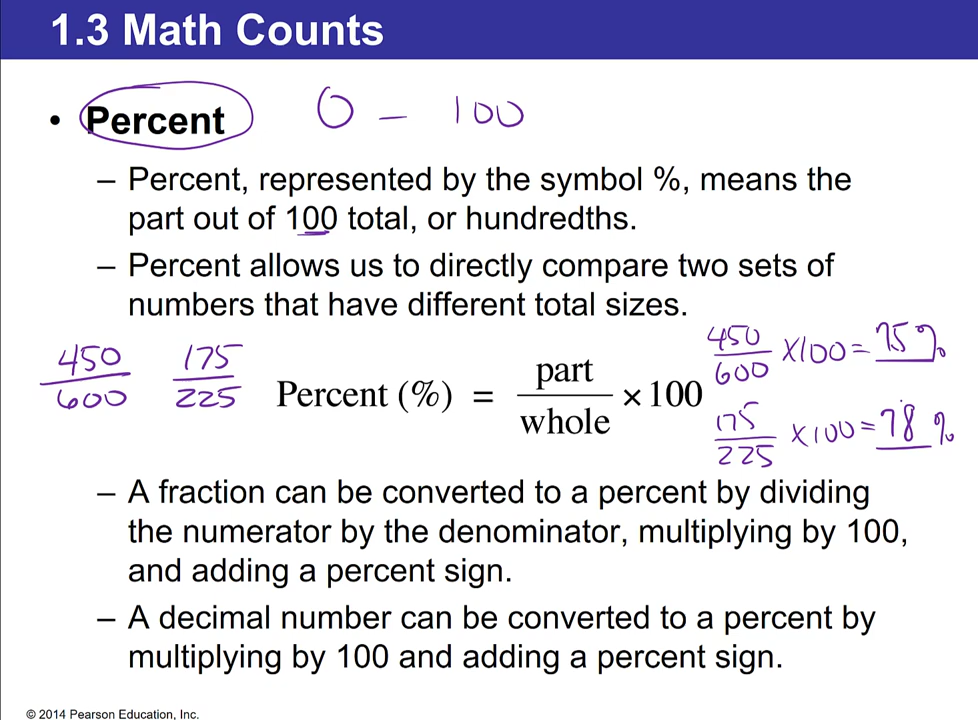 1.3 Math Counts
• Percent 0 – 100
– Percent, represented by the symbol %, means the
part out of 100 total, or hundredths.
– Percent allows us to directly compare two sets of
numbers that have different total sizes.
450/600 175/225 Percent (%) = part/whole × 100
450/600 x100 = 75%
175/225 x100 = 78%
– A fraction can be converted to a percent by dividing
the numerator by the denominator, multiplying by 100,
and adding a percent sign.
– A decimal number can be converted to a percent by
multiplying by 100 and adding a percent sign.
© 2014 Pearson Education, Inc.